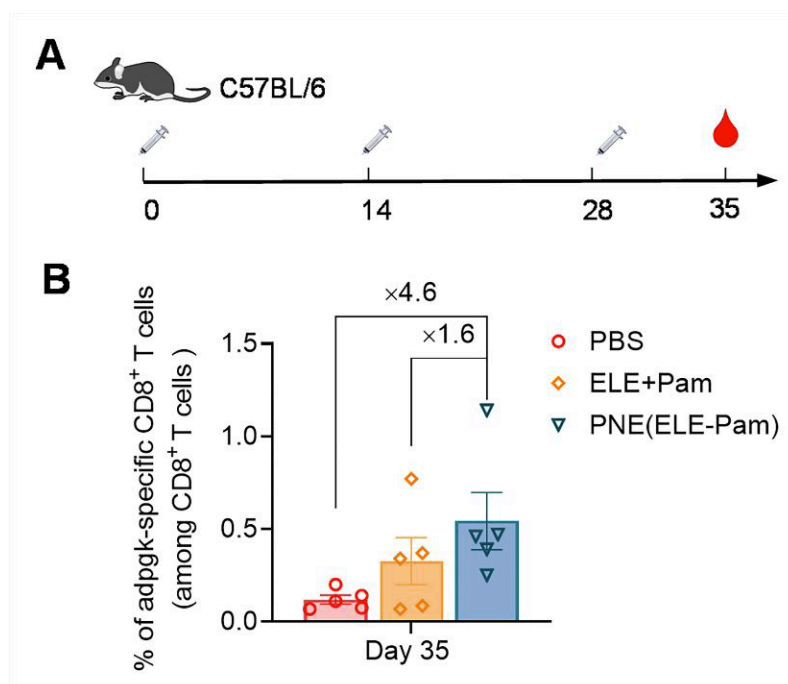 A
C57BL/6
0 14 28 35
B
% of adpgk-specific CD8⁺ T cells
(among CD8⁺ T cells )
×4.6
×1.6
1.5
1.0
0.5
0.0
Day 35
PBS
ELE+Pam
PNE(ELE-Pam)